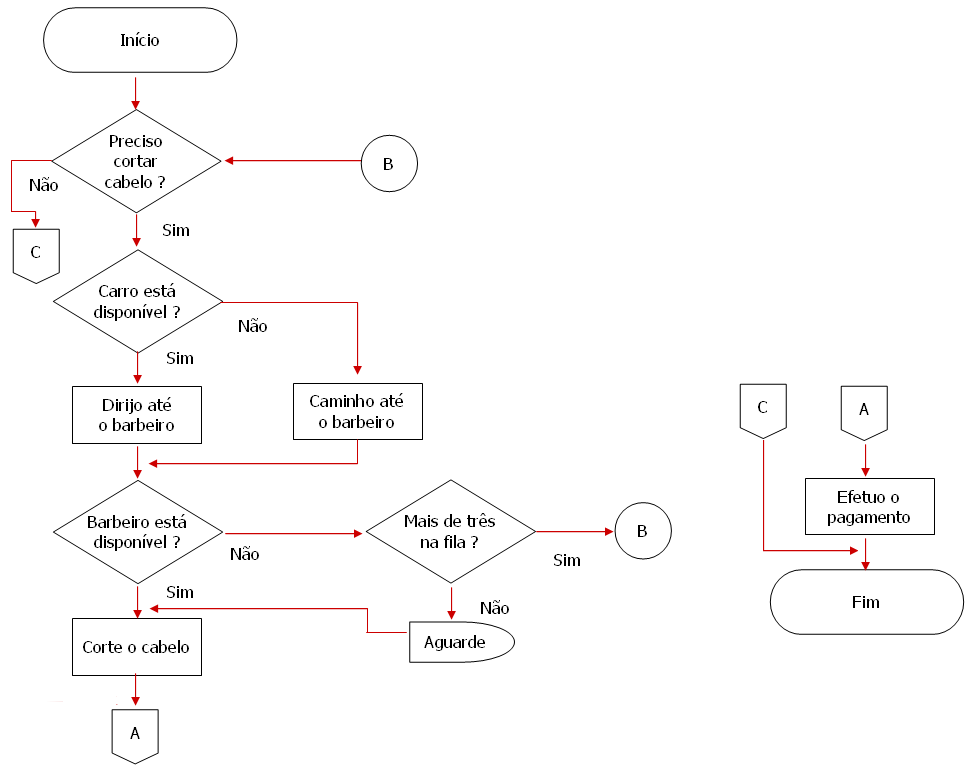 Início
Preciso
cortar
cabelo ?
B
Não
Sim
C
Carro está
disponível ?
Não
Sim
Dirijo até
o barbeiro
Caminho até
o barbeiro
Barbeiro está
disponível ?
Não
Mais de três
na fila ?
Sim
B
Sim
Não
Corte o cabelo
Aguarde
A
C
A
Efetuo o
pagamento
Fim